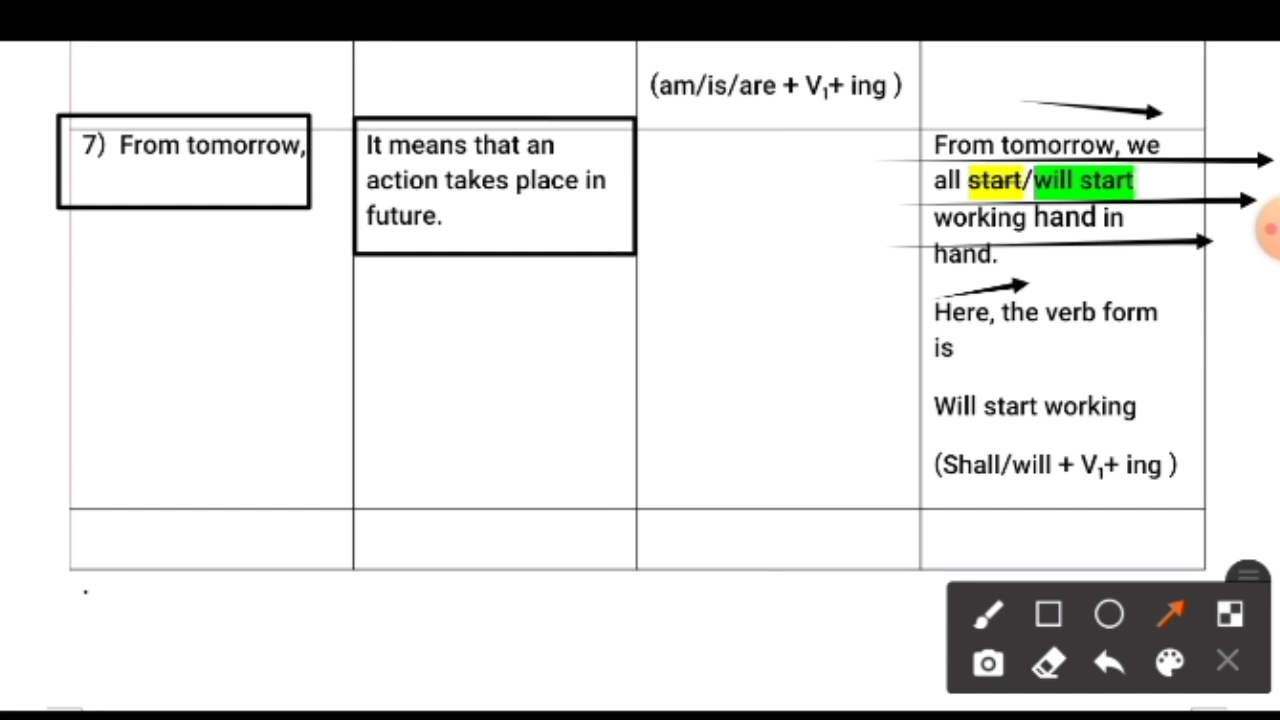 (am/is/are + V₁+ ing )
7) From tomorrow,
It means that an
action takes place in
future.
From tomorrow, we
all start/will start
working hand in
hand.
Here, the verb form
is
Will start working
(Shall/will + V₁+ ing )
.